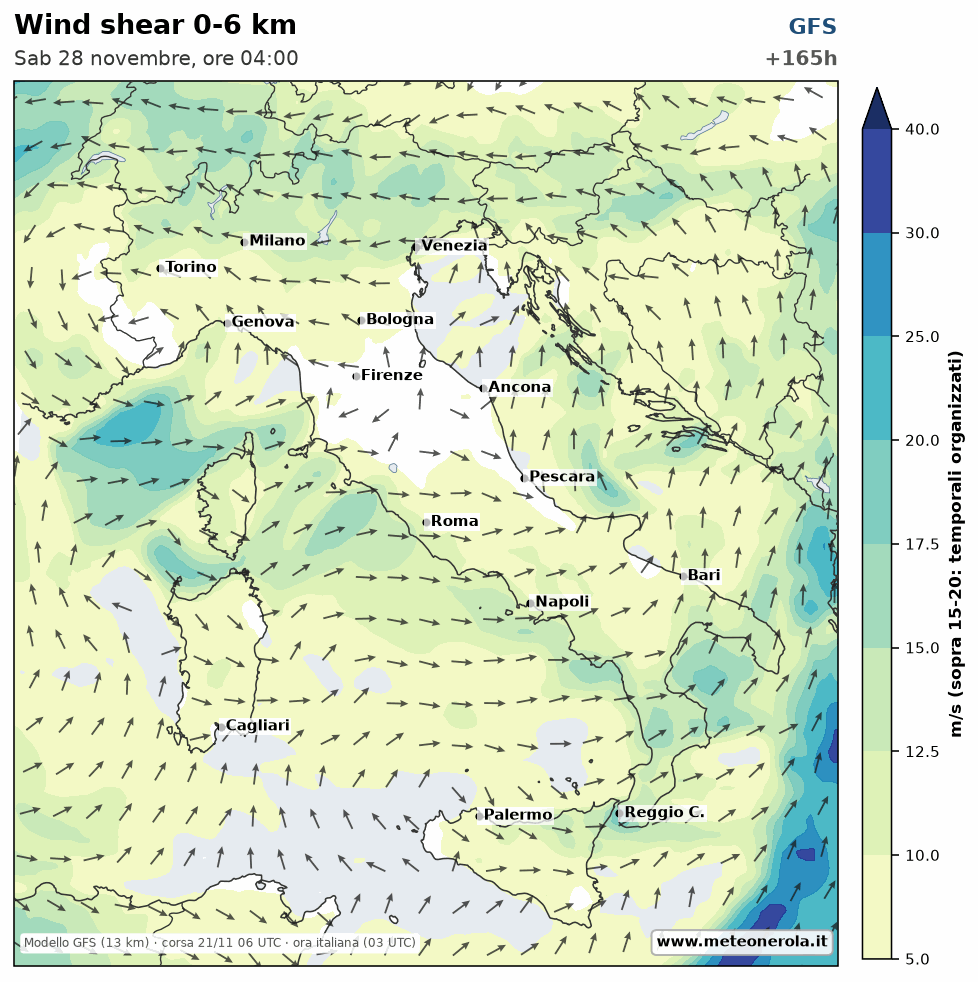 Wind shear 0-6 km
GFS
Sab 28 novembre, ore 04:00
+165h
Milano
Venezia
Torino
Genova
Bologna
Firenze
Ancona
Pescara
Roma
Bari
Napoli
Cagliari
Palermo
Reggio C.
Modello GFS (13 km) · corsa 21/11 06 UTC · ora italiana (03 UTC)
www.meteonerola.it
40.0
30.0
25.0
20.0
17.5
15.0
12.5
10.0
5.0
m/s (sopra 15-20: temporali organizzati)